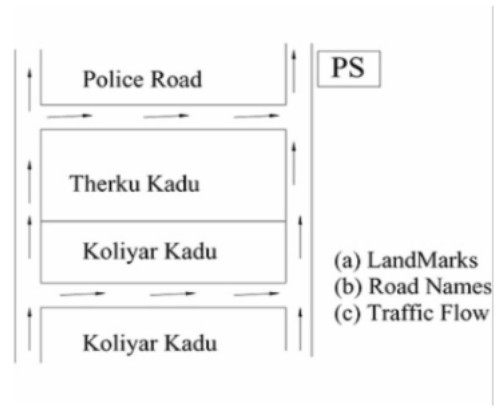 Police Road
PS
Therku Kadu
Koliyar Kadu
(a) LandMarks
(b) Road Names
(c) Traffic Flow
Koliyar Kadu